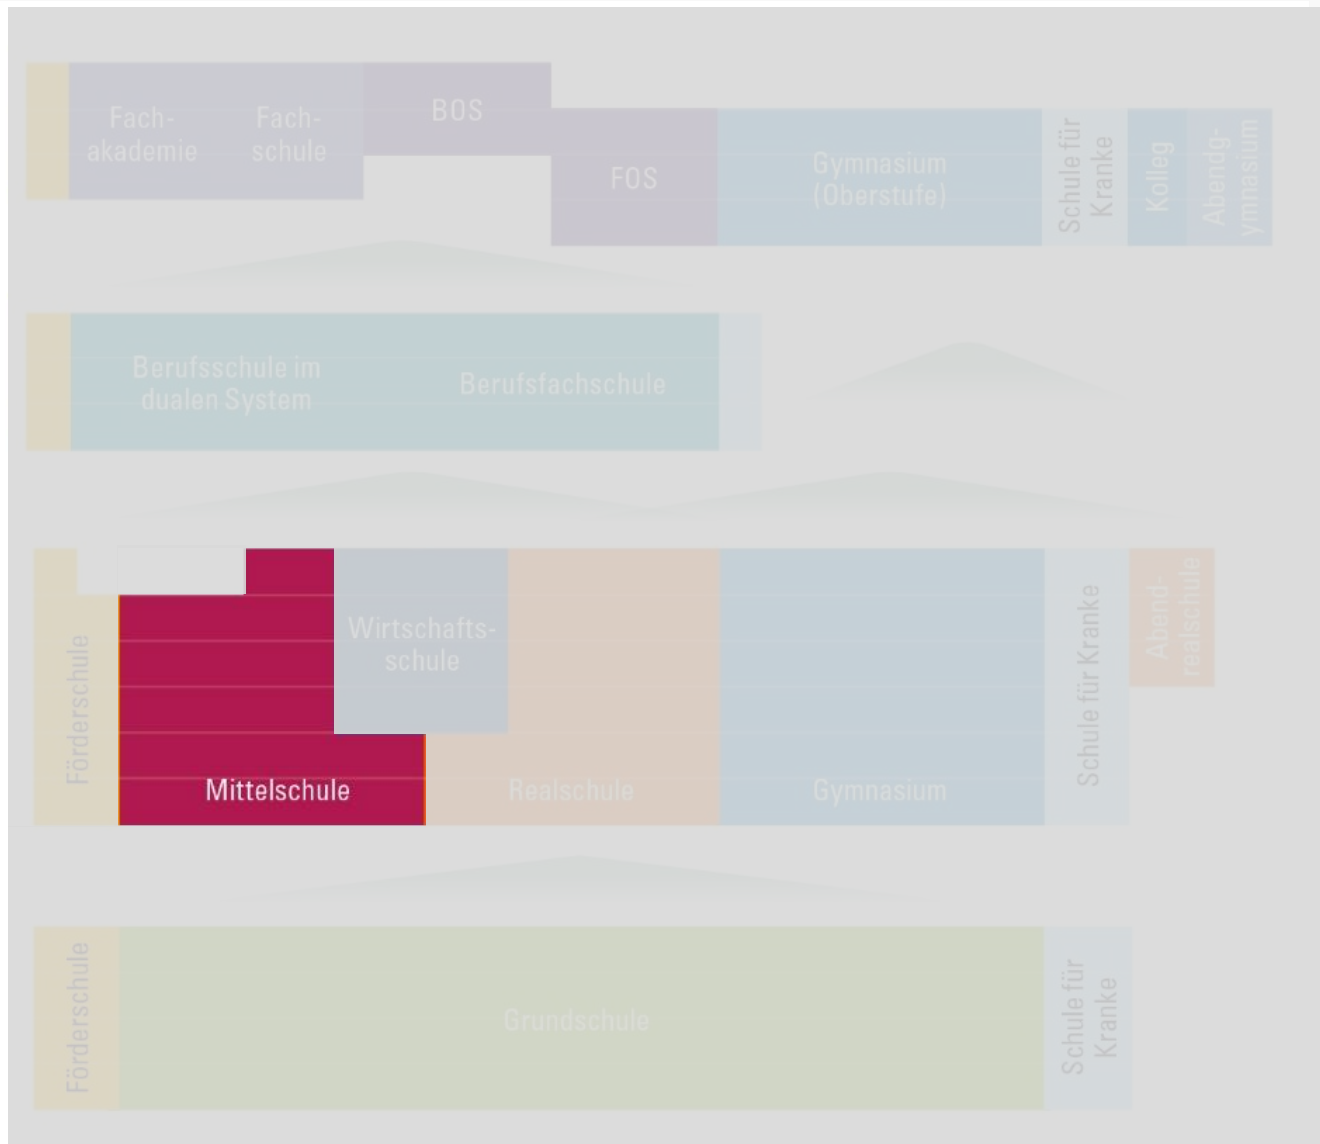 Fach-
akademie
Fach-
schule
BOS
FOS
Gymnasium
(Oberstufe)
Schule für
Kranke
Kolleg
Abendg-
ymnasium
Berufsschule im
dualen System
Berufsfachschule
Förderschule
Mittelschule
Wirtschafts-
schule
Realschule
Gymnasium
Schule für Kranke
Abend-
realschule
Förderschule
Grundschule
Schule für
Kranke